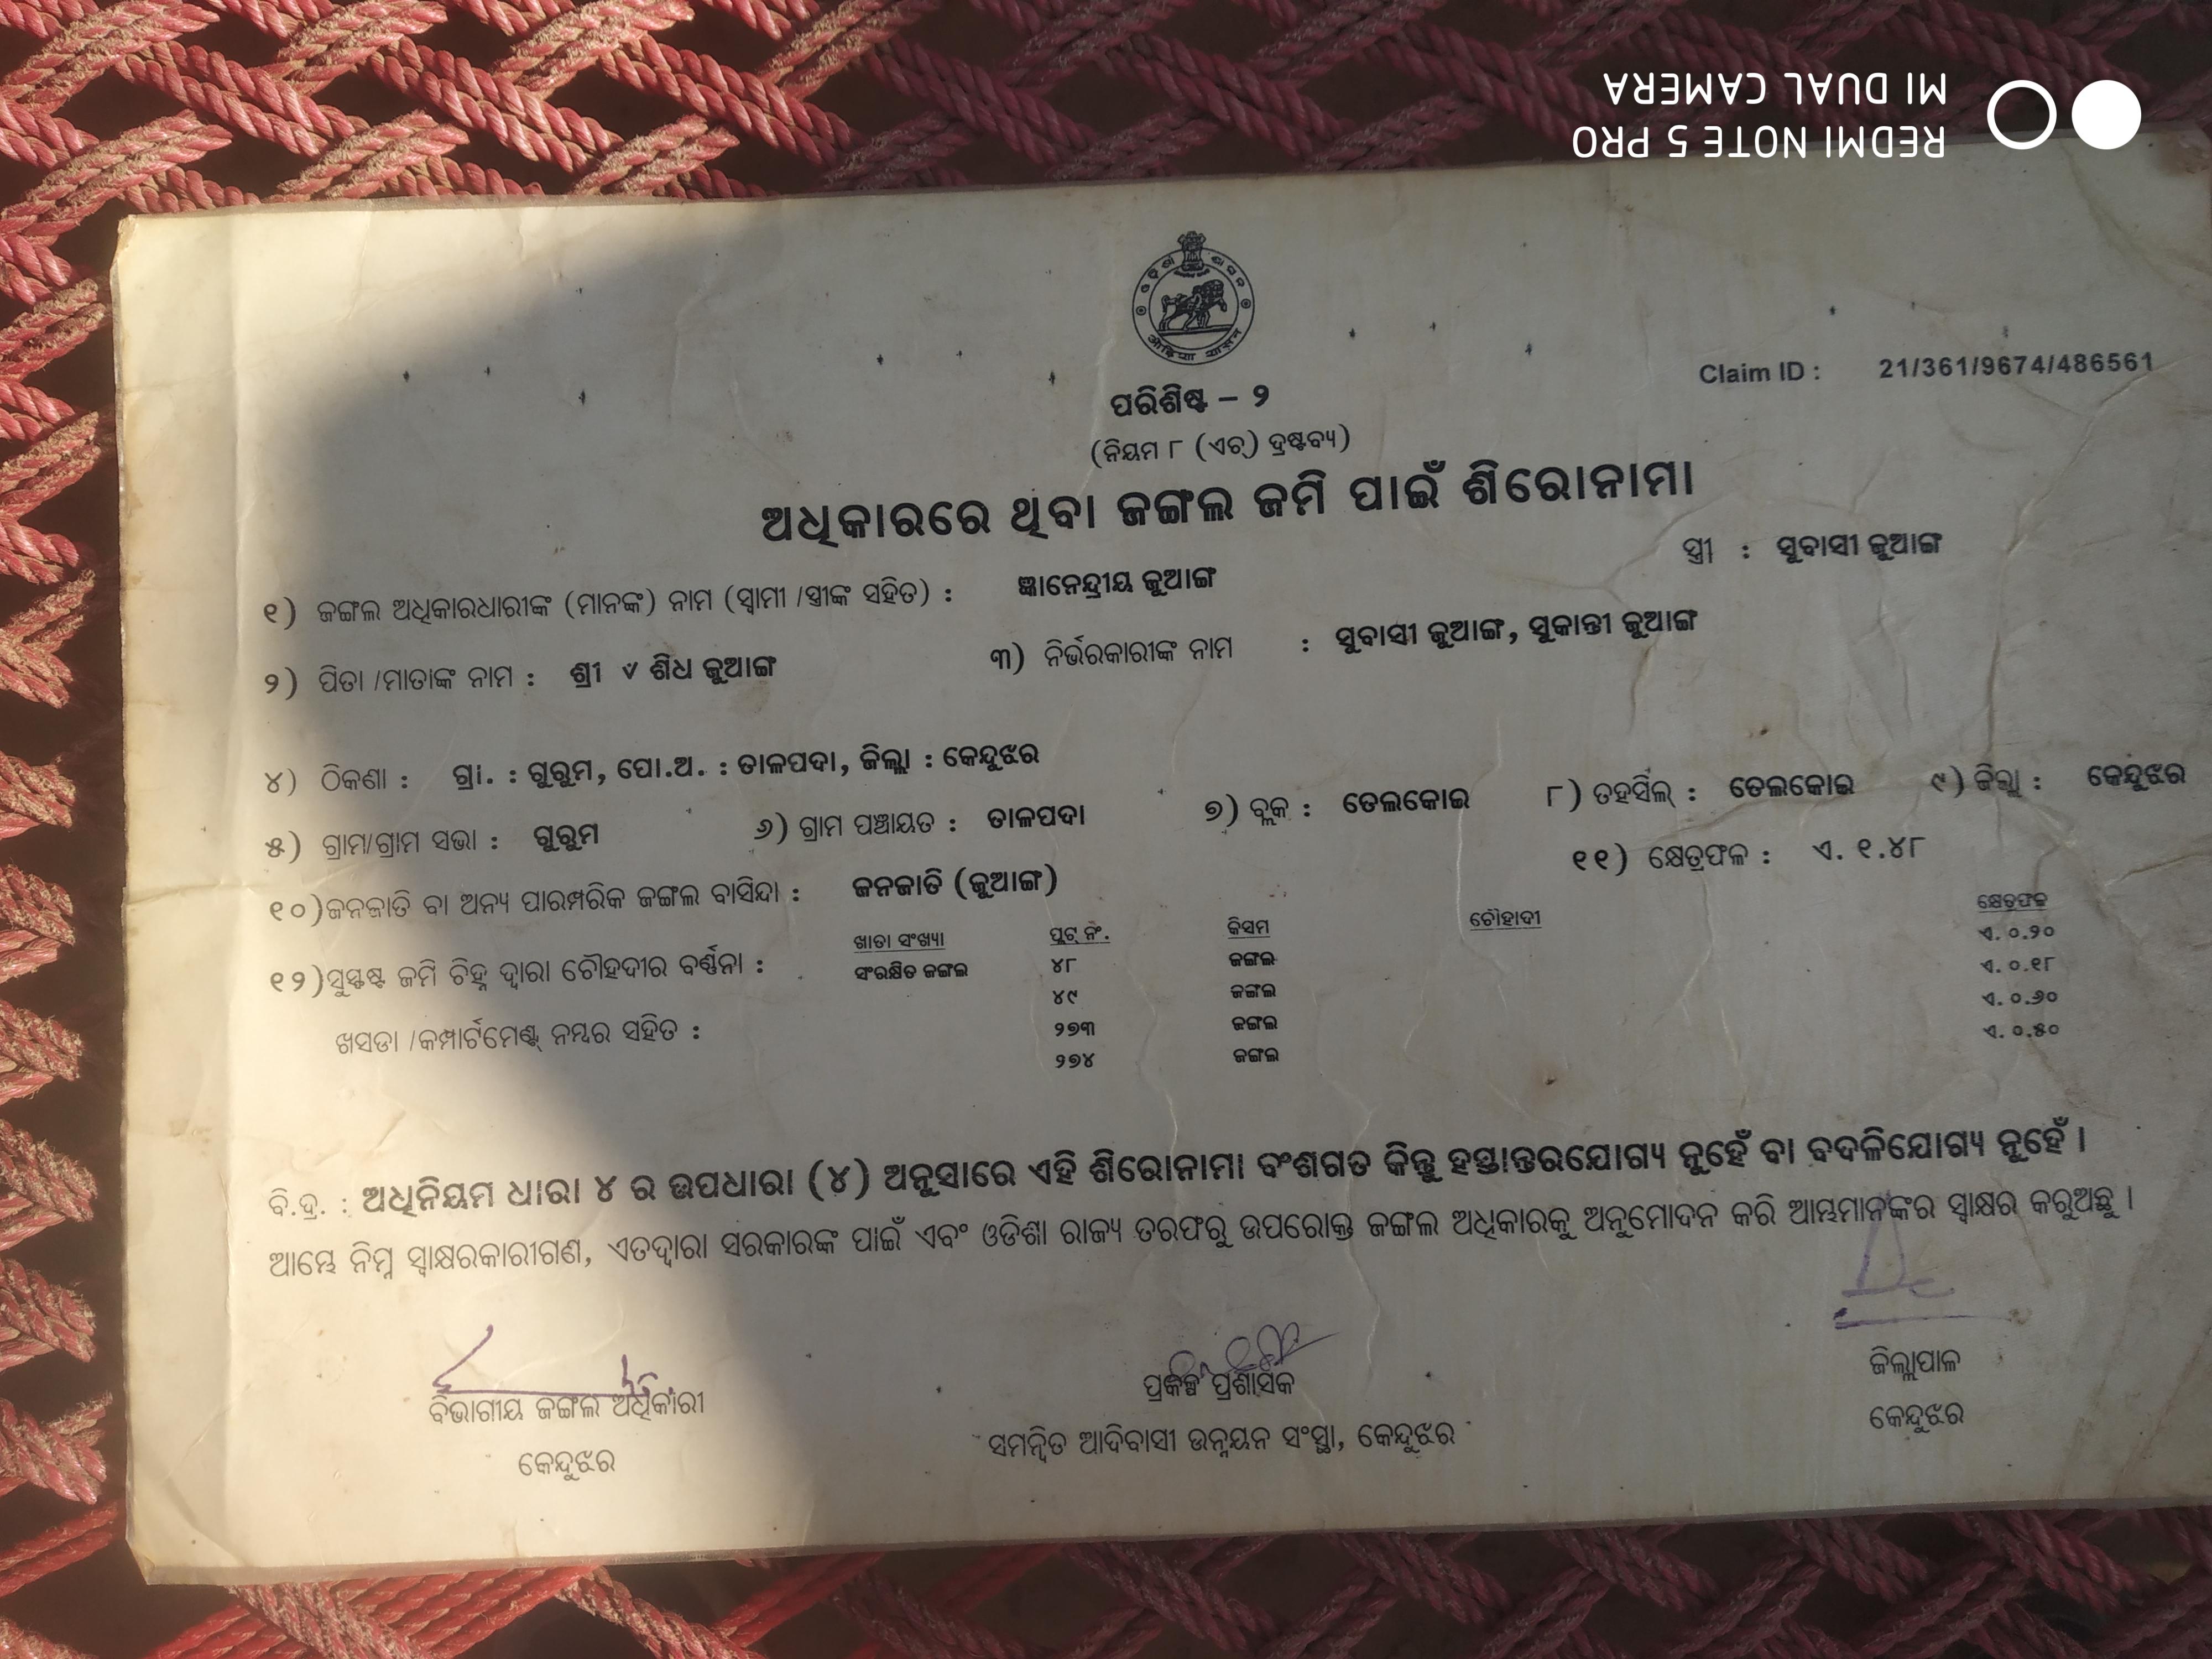 MI DUAL CAMERA
REDMI NOTE 5 PRO
Claim ID : 21/361/9674/486561
ପରିଶିଷ୍ଟ – ୨
(ନିୟମ ୮ (ଏଚ୍) ଦ୍ରଷ୍ଟବ୍ୟ)
ଅଧିକାରରେ ଥିବା ଜଙ୍ଗଲ ଜମି ପାଇଁ ଶିରୋନାମା
୧) ଜଙ୍ଗଲ ଅଧିକାରଧାରୀଙ୍କ (ମାନଙ୍କ) ନାମ (ସ୍ଵାମୀ /ସ୍ତ୍ରୀଙ୍କ ସହିତ) : ଜ୍ଞାନେନ୍ଦ୍ରୀୟ ଜୁଆଙ୍ଗ ସ୍ତ୍ରୀ : ସୁବାସୀ ଜୁଆଙ୍ଗ
୨) ପିତା /ମାତାଙ୍କ ନାମ : ଶ୍ରୀ ୰ ଶିଧ ଜୁଆଙ୍ଗ ୩) ନିର୍ଭରକାରୀଙ୍କ ନାମ : ସୁବାସୀ ଜୁଆଙ୍ଗ, ସୁକାନ୍ତୀ ଜୁଆଙ୍ଗ
୪) ଠିକଣା : ଗ୍ରା. : ଗୁରୁମ, ପୋ.ଅ. : ତାଳପଦା, ଜିଲ୍ଲା : କେନ୍ଦୁଝର
୫) ଗ୍ରାମ/ଗ୍ରାମ ସଭା : ଗୁରୁମ ୬) ଗ୍ରାମ ପଞ୍ଚାୟତ : ତାଳପଦା ୭) ବ୍ଲକ : ତେଲକୋଇ ୮) ତହସିଲ୍ : ତେଲକୋଇ ୯) ଜିଲ୍ଲା : କେନ୍ଦୁଝର
୧୦) ଜନଜାତି ବା ଅନ୍ୟ ପାରମ୍ପରିକ ଜଙ୍ଗଲ ବାସିନ୍ଦା : ଜନଜାତି (ଜୁଆଙ୍ଗ) ୧୧) କ୍ଷେତ୍ରଫଳ : ଏ. ୧.୪୮
୧୨) ସୁସ୍ପଷ୍ଟ ଜମି ଚିହ୍ନ ଦ୍ଵାରା ଚୌହଦୀର ବର୍ଣ୍ଣନା :
ଖସଡା /କମ୍ପାର୍ଟମେଣ୍ଟ୍ ନମ୍ବର ସହିତ :
ଖାତା ସଂଖ୍ୟା ପ୍ଲଟ୍ ନଂ. କିସମ ଚୌହାଦୀ କ୍ଷେତ୍ରଫଳ
ସଂରକ୍ଷିତ ଜଙ୍ଗଲ ୪୮ ଜଙ୍ଗଲ ଏ. ୦.୨୦
୪୯ ଜଙ୍ଗଲ ଏ. ୦.୧୮
୨୭୩ ଜଙ୍ଗଲ ଏ. ୦.୬୦
୨୭୪ ଜଙ୍ଗଲ ଏ. ୦.୫୦
ବି.ଦ୍ର. : ଅଧିନିୟମ ଧାରା ୪ ର ଉପଧାରା (୪) ଅନୁସାରେ ଏହି ଶିରୋନାମା ବଂଶଗତ କିନ୍ତୁ ହସ୍ତାନ୍ତରଯୋଗ୍ୟ ନୁହେଁ ବା ବଦଳିଯୋଗ୍ୟ ନୁହେଁ ।
ଆମ୍ଭେ ନିମ୍ନ ସ୍ଵାକ୍ଷରକାରୀଗଣ, ଏତଦ୍ଵାରା ସରକାରଙ୍କ ପାଇଁ ଏବଂ ଓଡିଶା ରାଜ୍ୟ ତରଫରୁ ଉପରୋକ୍ତ ଜଙ୍ଗଲ ଅଧିକାରକୁ ଅନୁମୋଦନ କରି ଆମ୍ଭମାନଙ୍କର ସ୍ଵାକ୍ଷର କରୁଅଛୁ ।
ବିଭାଗୀୟ ଜଙ୍ଗଲ ଅଧିକାରୀ
କେନ୍ଦୁଝର
ପ୍ରକଳ୍ପ ପ୍ରଶାସକ
ସମନ୍ଵିତ ଆଦିବାସୀ ଉନ୍ନୟନ ସଂସ୍ଥା, କେନ୍ଦୁଝର
ଜିଲ୍ଲାପାଳ
କେନ୍ଦୁଝର